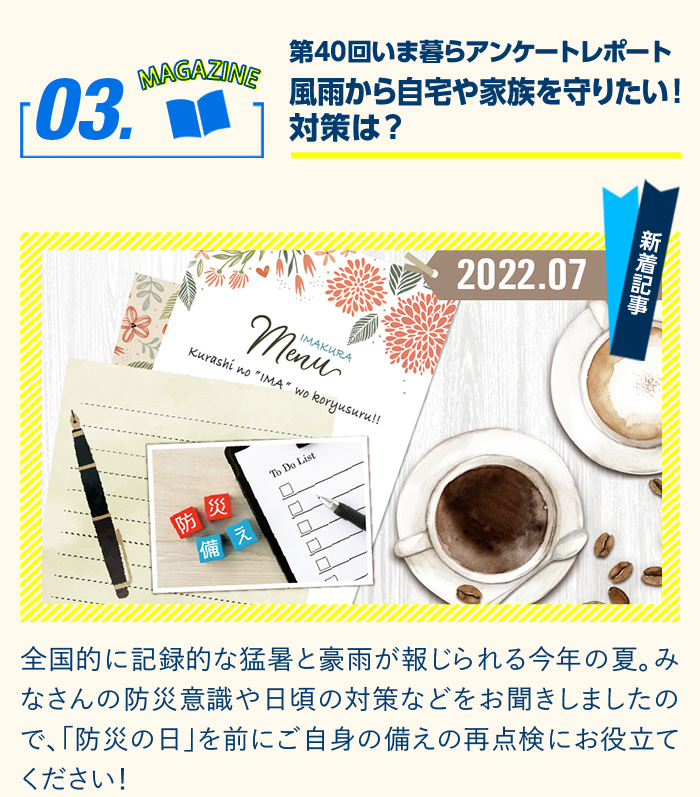 03.
MAGAZINE
第40回いま暮らアンケートレポート
風雨から自宅や家族を守りたい!
対策は?
新着記事
2022.07
IMAKURA
Menu
Kurashi no "IMA" wo koryusuru!!
To Do List
防災
備え
全国的に記録的な猛暑と豪雨が報じられる今年の夏。み
なさんの防災意識や日頃の対策などをお聞きしましたの
で、「防災の日」を前にご自身の備えの再点検にお役立て
ください!